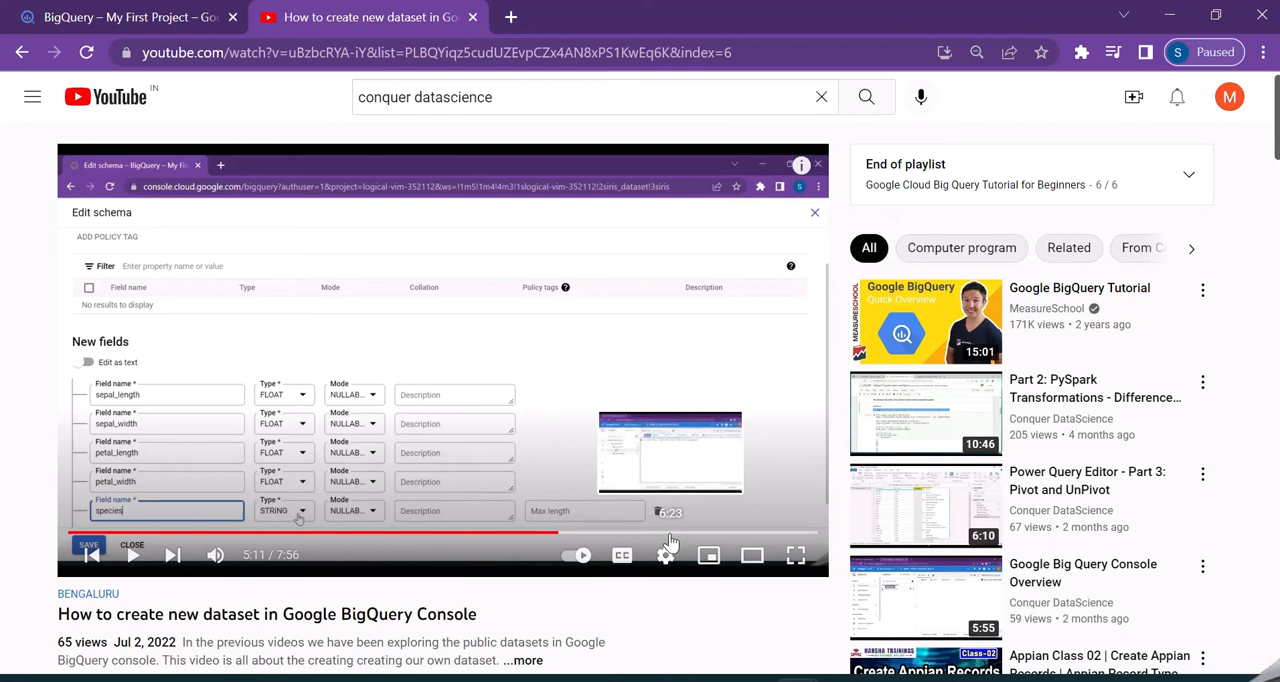 BigQuery – My First Project – Goo
How to create new dataset in Goo
youtube.com/watch?v=uBzbcRYA-iY&list=PLBQYiqz5cudUZEvpCZx4AN8xPS1KwEq6K&index=6
S Paused
YouTube IN
conquer datascience
M
Edit schema – BigQuery – My Fir
console.cloud.google.com/bigquery?authuser=1&project=logical-vim-352112&ws=!1m5!1m4!4m3!1slogical-vim-352112!2siris_dataset!3siris
S
Edit schema
ADD POLICY TAG
Filter Enter property name or value
Field name Type Mode Collation Policy tags Description
No results to display
New fields
Edit as text
Field name * Type * Mode
sepal_length FLOAT NULLAB... Description
Field name * Type * Mode
sepal_width FLOAT NULLAB... Description
Field name * Type * Mode
petal_length FLOAT NULLAB... Description
Field name * Type * Mode
petal_width FLOAT NULLAB... Description
Field name * Type * Mode
species STRING NULLAB... Description Max length
6:23
SAVE CLOSE
5:11 / 7:56
CC
BENGALURU
How to create new dataset in Google BigQuery Console
65 views Jul 2, 2022 In the previous videos we have been exploring the public datasets in Google
BigQuery console. This video is all about the creating creating our own dataset. ...more
End of playlist
Google Cloud Big Query Tutorial for Beginners - 6 / 6
All Computer program Related From C
Google BigQuery
Quick Overview
MEASURESCHOOL
15:01
Google BigQuery Tutorial
MeasureSchool
171K views • 2 years ago
10:46
Part 2: PySpark
Transformations - Difference...
Conquer DataScience
205 views • 4 months ago
6:10
Power Query Editor - Part 3:
Pivot and UnPivot
Conquer DataScience
67 views • 2 months ago
5:55
Google Big Query Console
Overview
Conquer DataScience
59 views • 2 months ago
HARSHA TRAININGS
Class-02
Create Appian Records
Appian Class 02 | Create Appian
Records | Appian Record Type